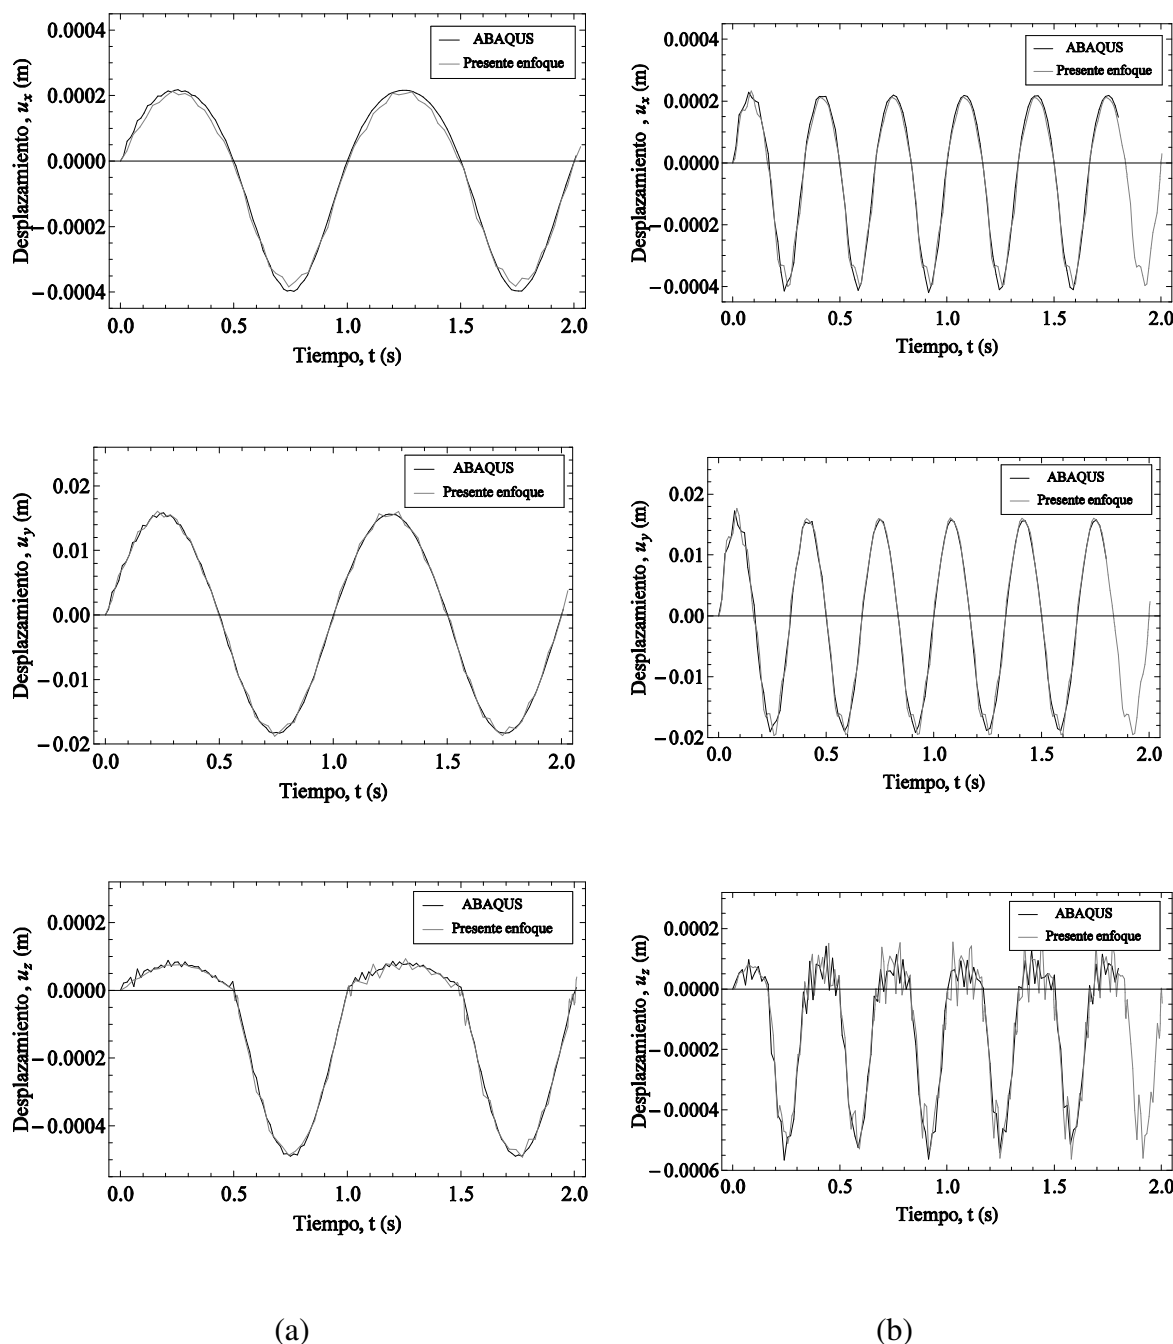 0.0004
0.0002
0.0000
−0.0002
−0.0004
Desplazamiento , u_x (m)
ABAQUS
Presente enfoque
0.0 0.5 1.0 1.5 2.0
Tiempo, t (s)
0.0004
0.0002
0.0000
−0.0002
−0.0004
Desplazamiento , u_x (m)
ABAQUS
Presente enfoque
0.0 0.5 1.0 1.5 2.0
Tiempo, t (s)
0.02
0.01
0.00
−0.01
−0.02
Desplazamiento , u_y (m)
ABAQUS
Presente enfoque
0.0 0.5 1.0 1.5 2.0
Tiempo, t (s)
0.02
0.01
0.00
−0.01
−0.02
Desplazamiento , u_y (m)
ABAQUS
Presente enfoque
0.0 0.5 1.0 1.5 2.0
Tiempo, t (s)
0.0002
0.0000
−0.0002
−0.0004
Desplazamiento , u_z (m)
ABAQUS
Presente enfoque
0.0 0.5 1.0 1.5 2.0
Tiempo, t (s)
0.0002
0.0000
−0.0002
−0.0004
−0.0006
Desplazamiento , u_z (m)
ABAQUS
Presente enfoque
0.0 0.5 1.0 1.5 2.0
Tiempo, t (s)
(a)
(b)